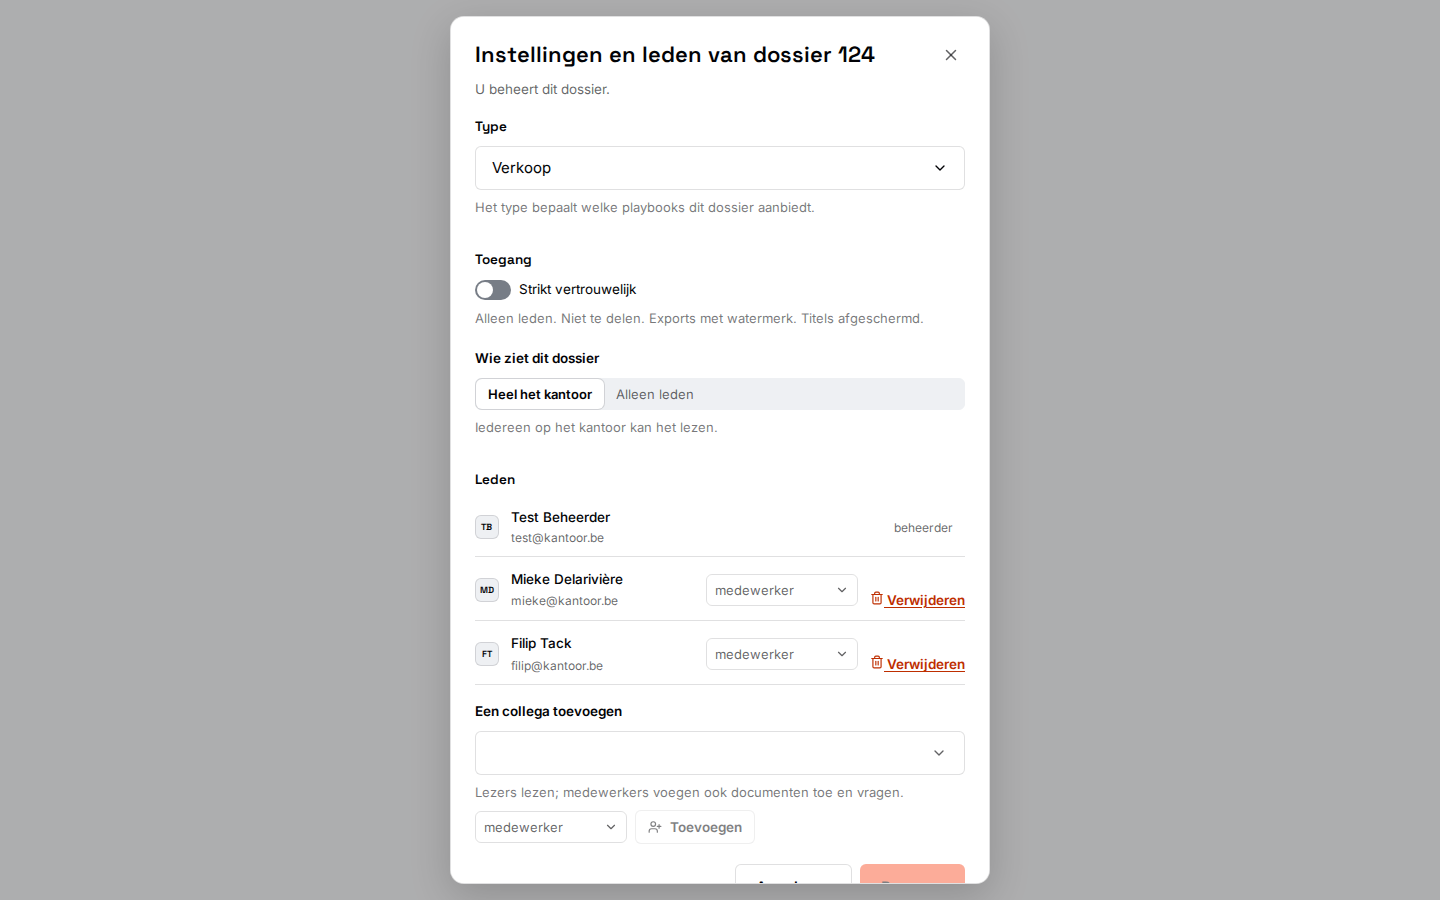 Instellingen en leden van dossier 124
U beheert dit dossier.
Type
Verkoop
Het type bepaalt welke playbooks dit dossier aanbiedt.
Toegang
Strikt vertrouwelijk
Alleen leden. Niet te delen. Exports met watermerk. Titels afgeschermd.
Wie ziet dit dossier
Heel het kantoor
Alleen leden
Iedereen op het kantoor kan het lezen.
Leden
TB
Test Beheerder
test@kantoor.be
beheerder
MD
Mieke Delarivière
mieke@kantoor.be
medewerker
Verwijderen
FT
Filip Tack
filip@kantoor.be
medewerker
Verwijderen
Een collega toevoegen
Lezers lezen; medewerkers voegen ook documenten toe en vragen.
medewerker
Toevoegen